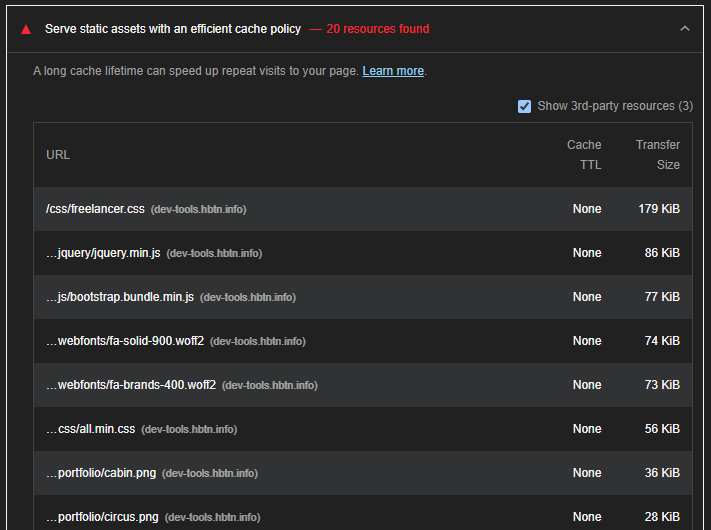 Serve static assets with an efficient cache policy — 20 resources found
A long cache lifetime can speed up repeat visits to your page. Learn more.
Show 3rd-party resources (3)
URL Cache TTL Transfer Size
/css/freelancer.css (dev-tools.hbtn.info) None 179 KiB
…jquery/jquery.min.js (dev-tools.hbtn.info) None 86 KiB
…js/bootstrap.bundle.min.js (dev-tools.hbtn.info) None 77 KiB
…webfonts/fa-solid-900.woff2 (dev-tools.hbtn.info) None 74 KiB
…webfonts/fa-brands-400.woff2 (dev-tools.hbtn.info) None 73 KiB
…css/all.min.css (dev-tools.hbtn.info) None 56 KiB
…portfolio/cabin.png (dev-tools.hbtn.info) None 36 KiB
…portfolio/circus.png (dev-tools.hbtn.info) None 28 KiB